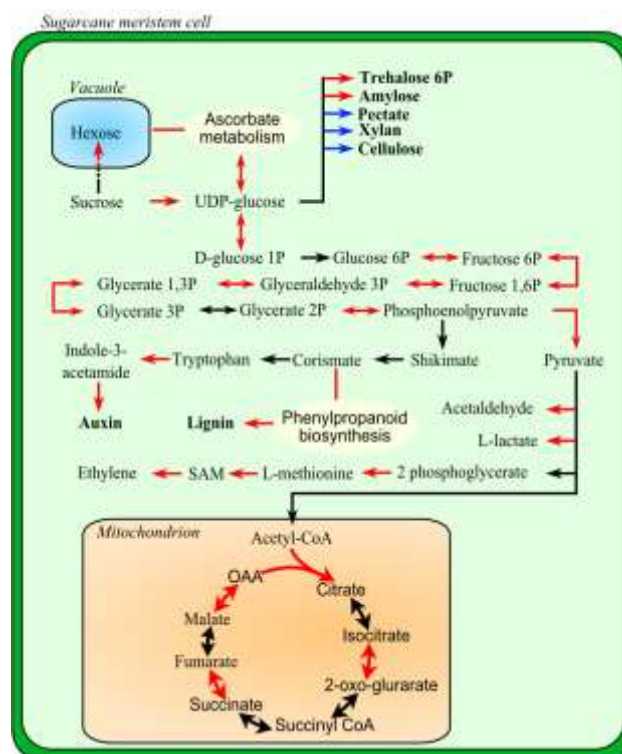 Sugarcane meristem cell
Vacuole
Hexose
Ascorbate
metabolism
Trehalose 6P
Amylose
Pectate
Xylan
Cellulose
Sucrose
UDP-glucose
D-glucose 1P
Glucose 6P
Fructose 6P
Glycerate 1,3P
Glyceraldehyde 3P
Fructose 1,6P
Glycerate 3P
Glycerate 2P
Phosphoenolpyruvate
Indole-3-
acetamide
Tryptophan
Corismate
Shikimate
Pyruvate
Auxin
Lignin
Phenylpropanoid
biosynthesis
Acetaldehyde
L-lactate
Ethylene
SAM
L-methionine
2 phosphoglycerate
Mitochondrion
Acetyl-CoA
OAA
Citrate
Malate
Isocitrate
Fumarate
2-oxo-glurarate
Succinate
Succinyl CoA